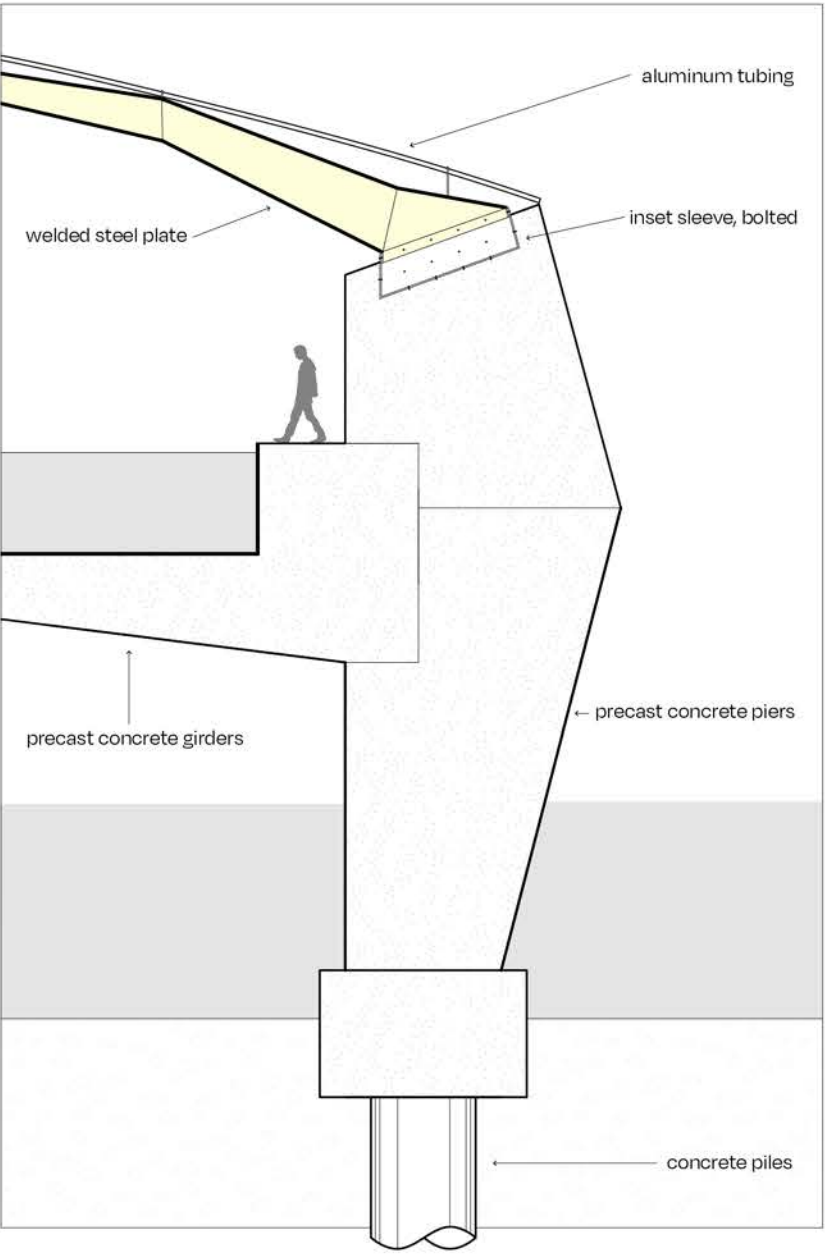 aluminum tubing
inset sleeve, bolted
welded steel plate
precast concrete piers
precast concrete girders
concrete piles